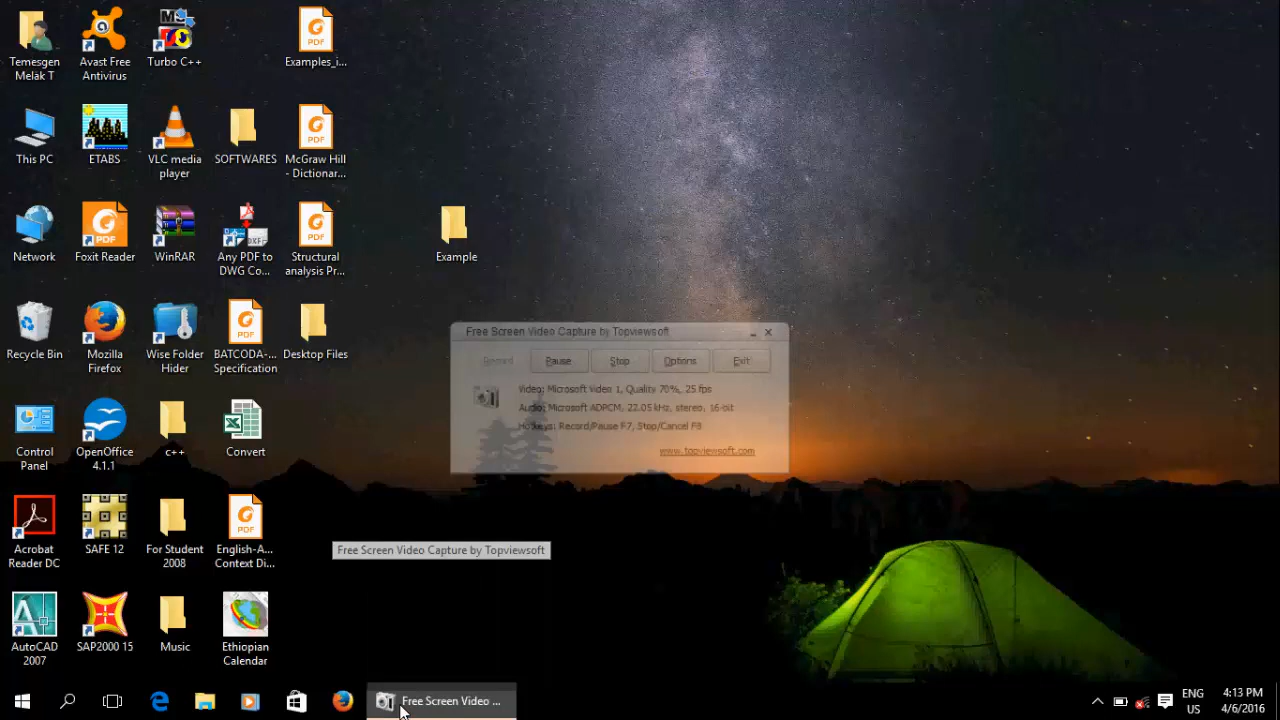 Temesgen
Melak T
Avast Free
Antivirus
Turbo C++
Examples_i...
This PC
ETABS
VLC media
player
SOFTWARES
McGraw Hill
- Dictionar...
Network
PDF
Foxit Reader
WinRAR
Any PDF to
DWG Co...
Structural
analysis Pr...
Example
Recycle Bin
Mozilla
Firefox
Wise Folder
Hider
BATCODA-...
Specification
Desktop Files
Free Screen Video Capture by Topviewsoft
Record Pause Stop Options Exit
Video: Microsoft Video 1, Quality 70%, 25 fps
Audio: Microsoft ADPCM, 22.05 kHz, stereo, 16-bit
Hotkeys: Record/Pause F7, Stop/Cancel F8
www.topviewsoft.com
Control
Panel
OpenOffice
4.1.1
c++
Convert
Acrobat
Reader DC
SAFE 12
For Student
2008
English-A...
Context Di...
Free Screen Video Capture by Topviewsoft
AutoCAD
2007
SAP2000 15
Music
Ethiopian
Calendar
Free Screen Video ...
ENG
US
4:13 PM
4/6/2016